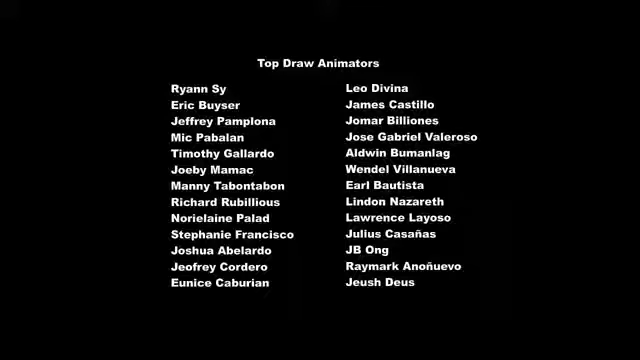 Top Draw Animators
Ryann Sy
Eric Buyser
Jeffrey Pamplona
Mic Pabalan
Timothy Gallardo
Joeby Mamac
Manny Tabontabon
Richard Rubillious
Norielaine Palad
Stephanie Francisco
Joshua Abelardo
Jeofrey Cordero
Eunice Caburian
Leo Divina
James Castillo
Jomar Billiones
Jose Gabriel Valeroso
Aldwin Bumanlag
Wendel Villanueva
Earl Bautista
Lindon Nazareth
Lawrence Layoso
Julius Casañas
JB Ong
Raymark Anoñuevo
Jeush Deus